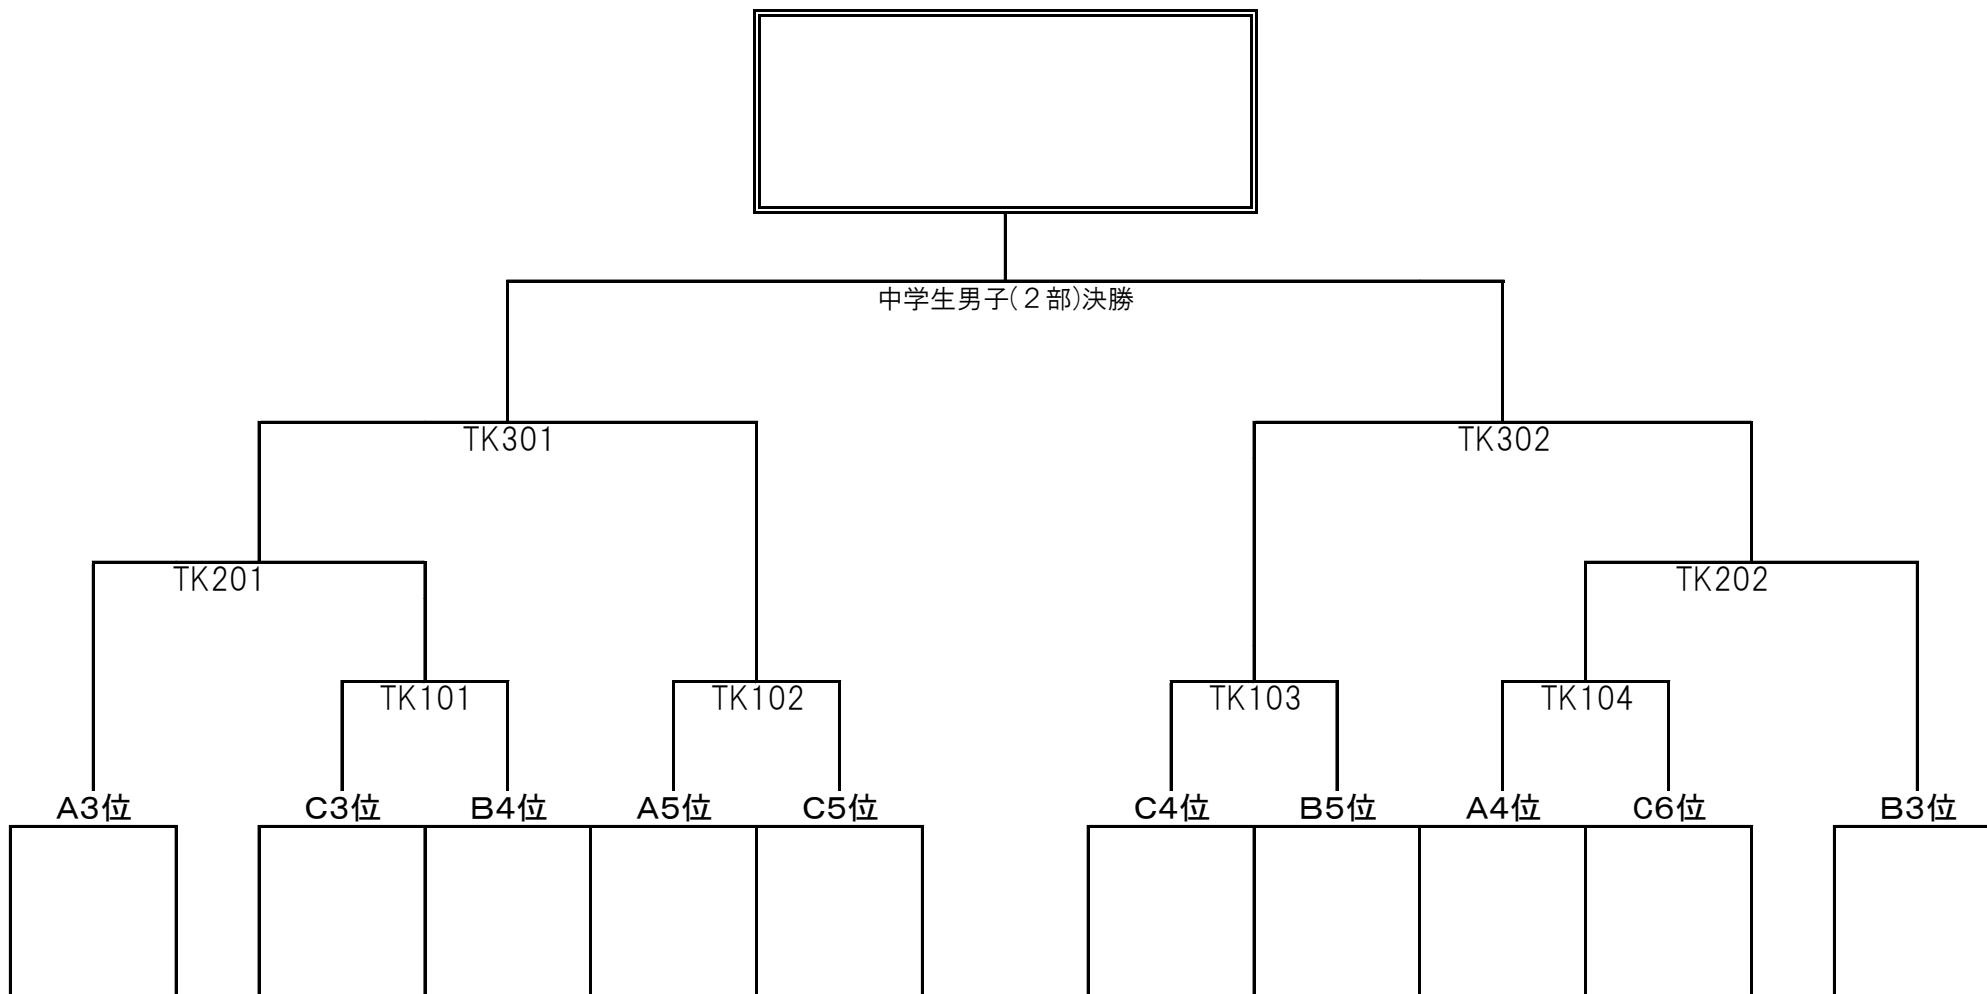 中学生男子(２部)決勝
TK301
TK302
TK201
TK202
TK101
TK102
TK103
TK104
A3位
C3位
B4位
A5位
C5位
C4位
B5位
A4位
C6位
B3位